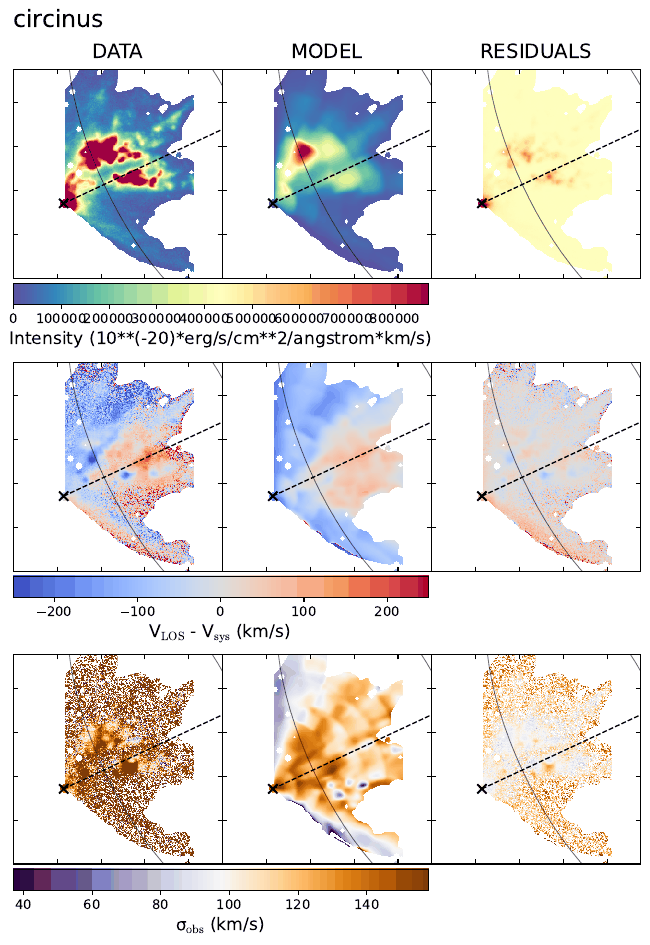 circinus
DATA MODEL RESIDUALS
0 100000 200000 300000 400000 500000 600000 700000 800000
Intensity (10**(-20)*erg/s/cm**2/angstrom*km/s)
−200 −100 0 100 200
V_LOS - V_sys (km/s)
40 60 80 100 120 140
σ_obs (km/s)